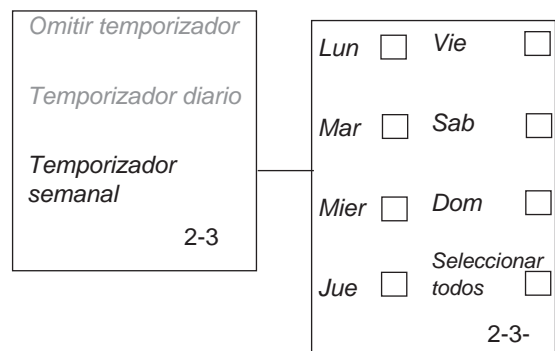 Omitir temporizador
Temporizador diario
Temporizador
semanal
2-3
Lun
Vie
Mar
Sab
Mier
Dom
Jue
Seleccionar
todos
2-3-